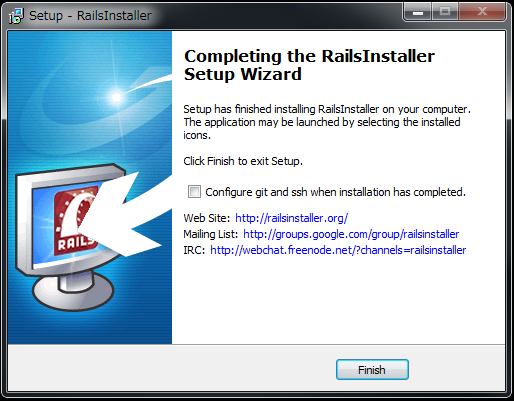 Setup - RailsInstaller
Completing the RailsInstaller
Setup Wizard
Setup has finished installing RailsInstaller on your computer.
The application may be launched by selecting the installed
icons.
Click Finish to exit Setup.
Configure git and ssh when installation has completed.
Web Site: http://railsinstaller.org/
Mailing List: http://groups.google.com/group/railsinstaller
IRC: http://webchat.freenode.net/?channels=railsinstaller
RAILS
Finish